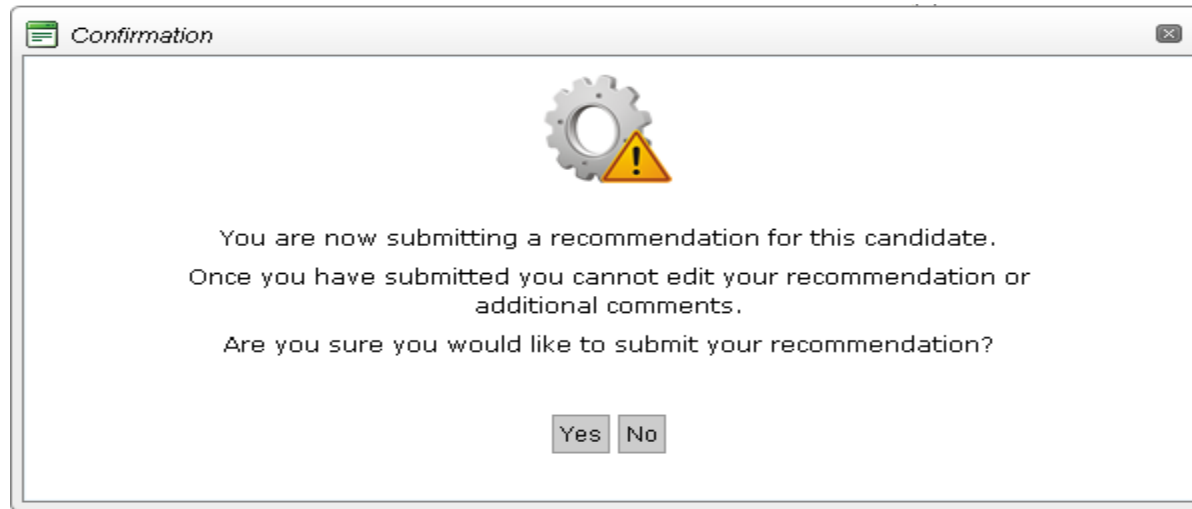 Confirmation
You are now submitting a recommendation for this candidate.
Once you have submitted you cannot edit your recommendation or
additional comments.
Are you sure you would like to submit your recommendation?
Yes No